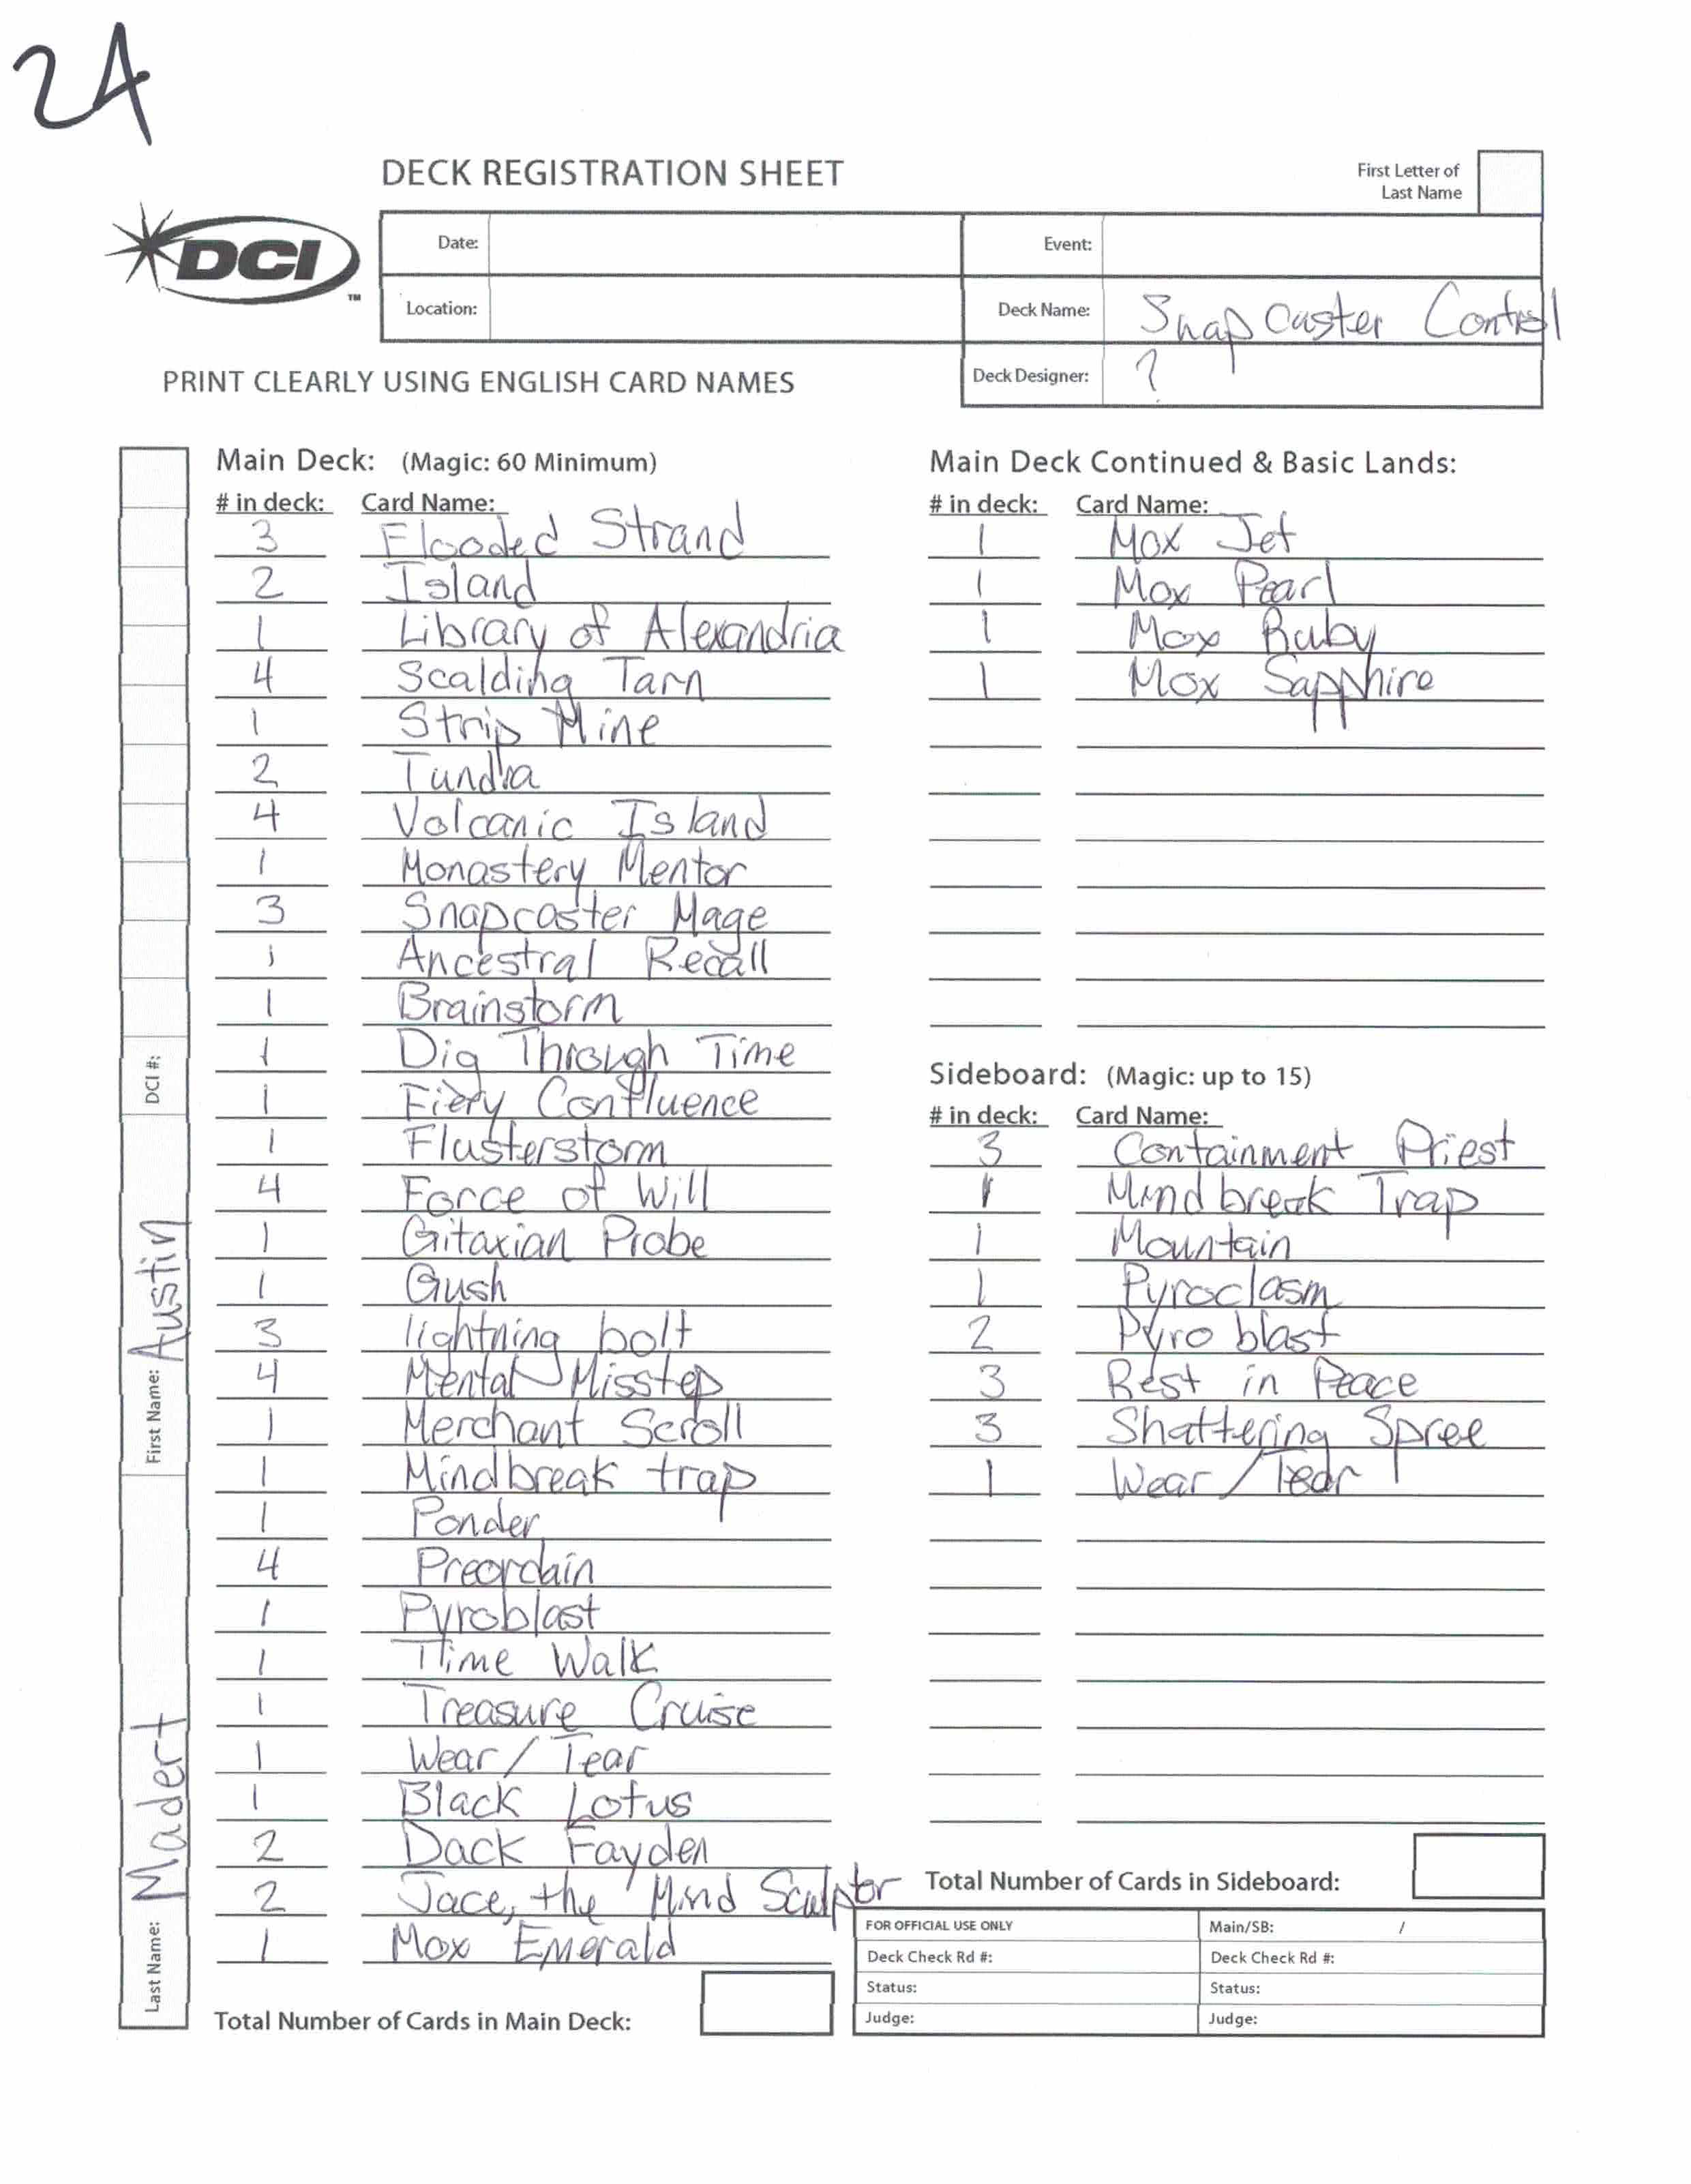 24
DECK REGISTRATION SHEET
First Letter of
Last Name
DCI
TM
Date:
Event:
Location:
Deck Name: Snapcaster Control
PRINT CLEARLY USING ENGLISH CARD NAMES
Deck Designer: ?
Main Deck: (Magic: 60 Minimum)
# in deck: Card Name:
3 Flooded Strand
2 Island
1 Library of Alexandria
4 Scalding Tarn
1 Strip Mine
2 Tundra
4 Volcanic Island
1 Monastery Mentor
3 Snapcaster Mage
1 Ancestral Recall
1 Brainstorm
1 Dig Through Time
1 Fiery Confluence
1 Flusterstorm
4 Force of Will
1 Gitaxian Probe
1 Gush
3 lightning bolt
4 Mental Misstep
1 Merchant Scroll
1 Mindbreak trap
1 Ponder
4 Preordain
1 Pyroblast
1 Time Walk
1 Treasure Cruise
1 Wear / Tear
1 Black Lotus
2 Dack Fayden
2 Jace, the Mind Sculptor
1 Mox Emerald
Total Number of Cards in Main Deck:
Main Deck Continued & Basic Lands:
# in deck: Card Name:
1 Mox Jet
1 Mox Pearl
1 Mox Ruby
1 Mox Sapphire
Sideboard: (Magic: up to 15)
# in deck: Card Name:
3 Containment Priest
1 Mindbreak Trap
1 Mountain
1 Pyroclasm
2 Pyro blast
3 Rest in Peace
3 Shattering Spree
1 Wear / Tear
Total Number of Cards in Sideboard:
FOR OFFICIAL USE ONLY
Main/SB: /
Deck Check Rd #:
Deck Check Rd #:
Status:
Status:
Judge:
Judge:
Last Name: Madert
First Name: Austin
DCI #: